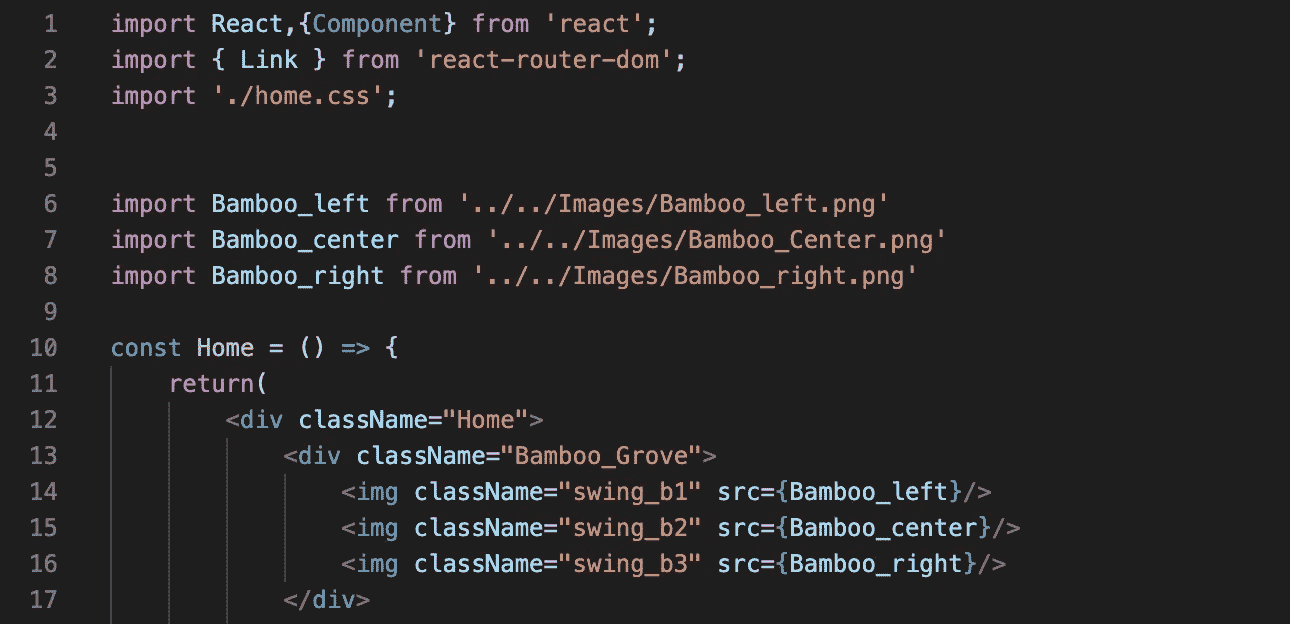 1 import React,{Component} from 'react';
2 import { Link } from 'react-router-dom';
3 import './home.css';
4
5
6 import Bamboo_left from '../../Images/Bamboo_left.png'
7 import Bamboo_center from '../../Images/Bamboo_Center.png'
8 import Bamboo_right from '../../Images/Bamboo_right.png'
9
10 const Home = () => {
11     return(
12         <div className="Home">
13             <div className="Bamboo_Grove">
14                 <img className="swing_b1" src={Bamboo_left}/>
15                 <img className="swing_b2" src={Bamboo_center}/>
16                 <img className="swing_b3" src={Bamboo_right}/>
17             </div>